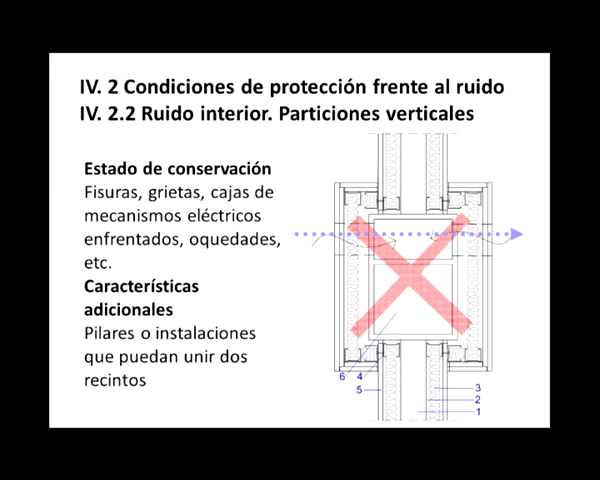 IV. 2 Condiciones de protección frente al ruido
IV. 2.2 Ruido interior. Particiones verticales
Estado de conservación
Fisuras, grietas, cajas de
mecanismos eléctricos
enfrentados, oquedades,
etc.
Características
adicionales
Pilares o instalaciones
que puedan unir dos
recintos
6
4
5
3
2
1